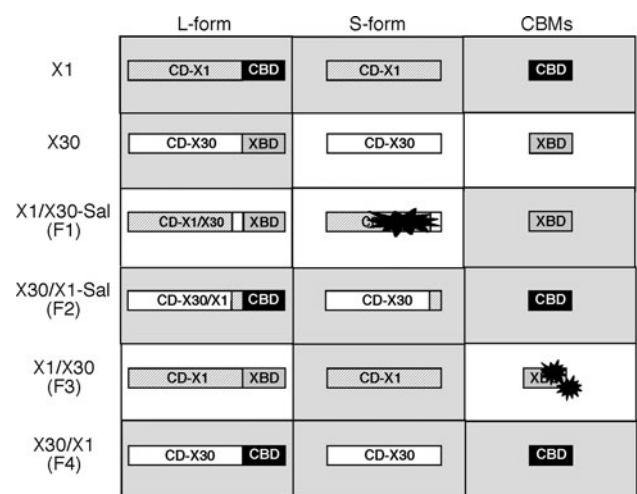 L-form S-form CBMs
X1 CD-X1 CBD CD-X1 CBD
X30 CD-X30 XBD CD-X30 XBD
X1/X30-Sal
(F1) CD-X1/X30 XBD XBD
X30/X1-Sal
(F2) CD-X30/X1 CBD CD-X30 CBD
X1/X30
(F3) CD-X1 XBD CD-X1
X30/X1
(F4) CD-X30 CBD CD-X30 CBD